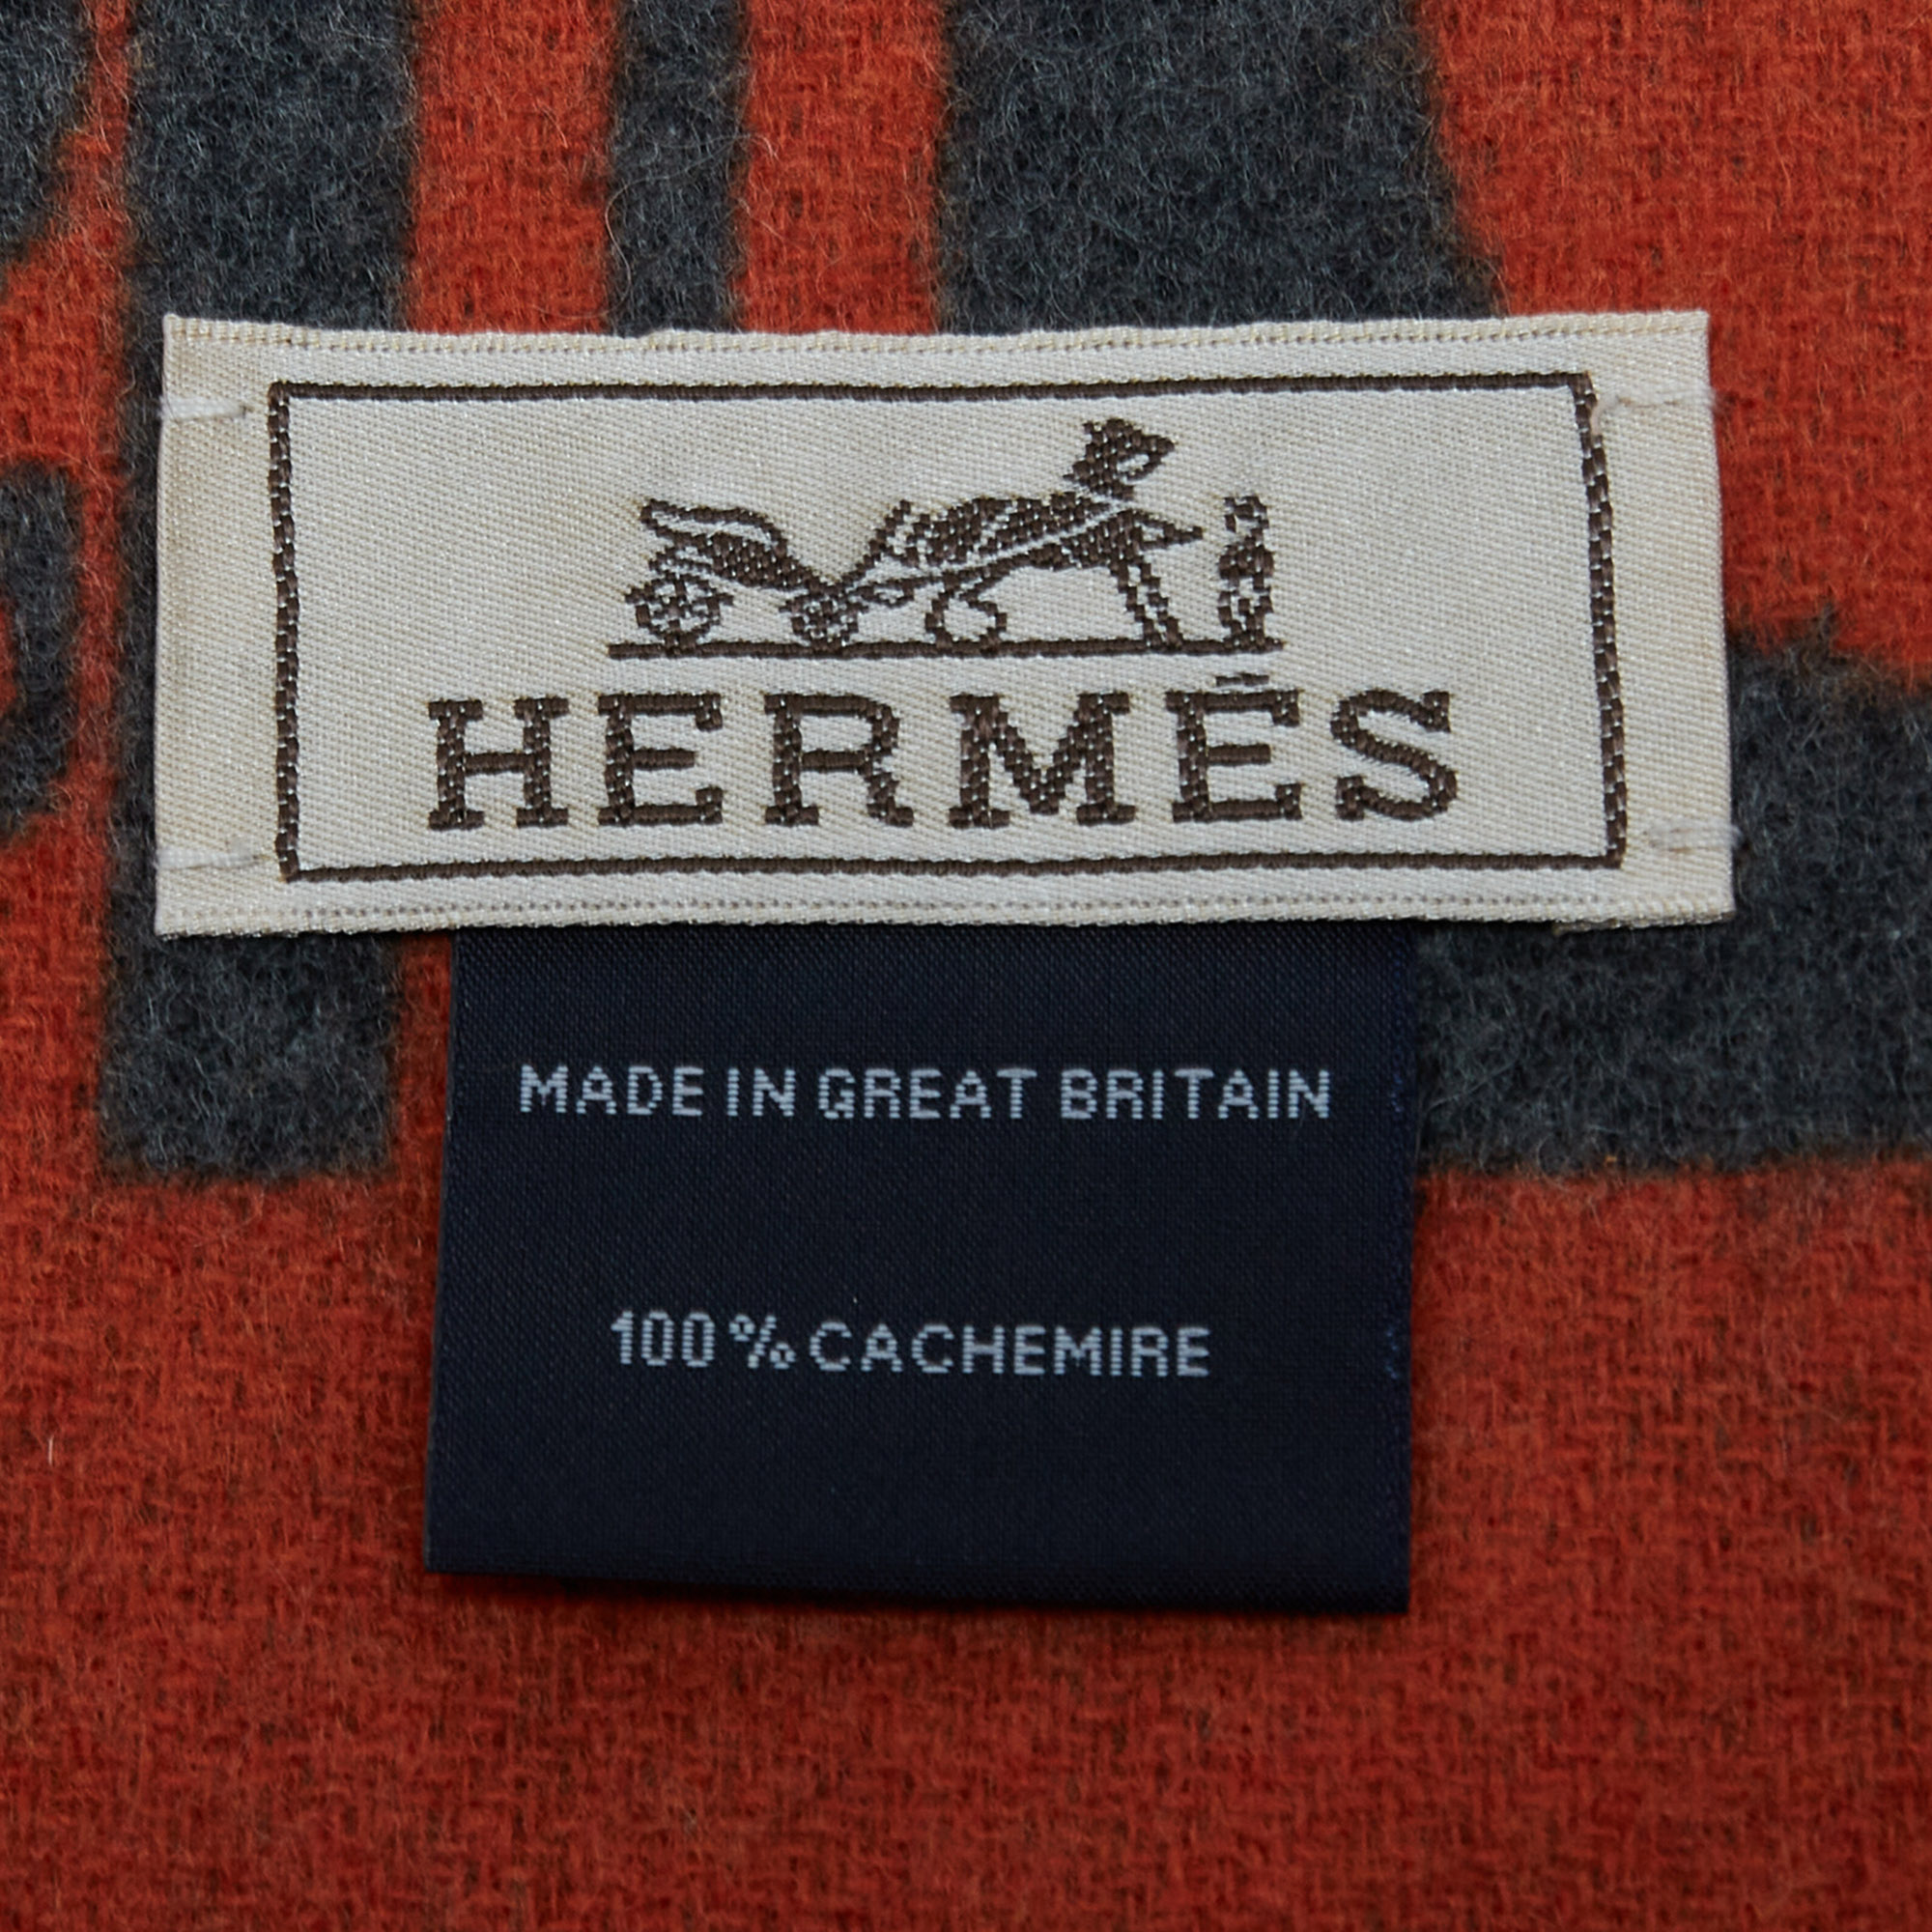 HERMÈS
MADE IN GREAT BRITAIN
100% CACHEMIRE